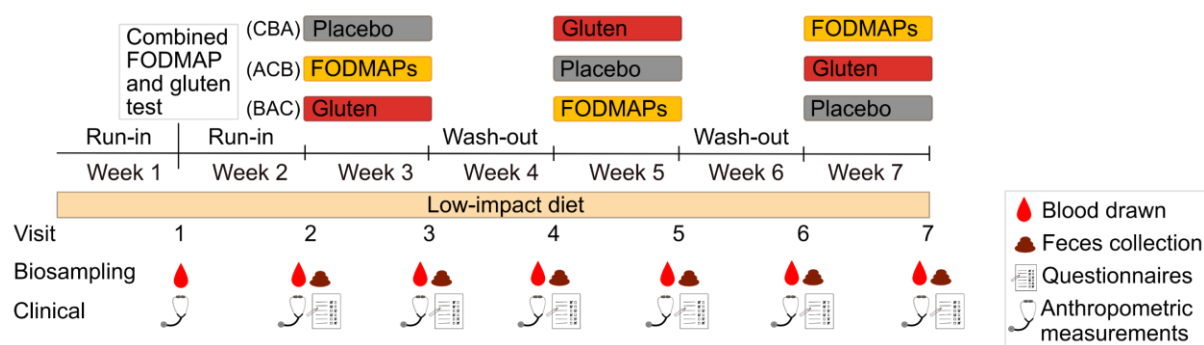 Combined
FODMAP
and gluten
test
(CBA) Placebo Gluten FODMAPs
(ACB) FODMAPs Placebo Gluten
(BAC) Gluten FODMAPs Placebo
Run-in Run-in Wash-out Wash-out
Week 1 Week 2 Week 3 Week 4 Week 5 Week 6 Week 7
Low-impact diet
Visit 1 2 3 4 5 6 7
Biosampling
Clinical
Blood drawn
Feces collection
Questionnaires
Anthropometric
measurements